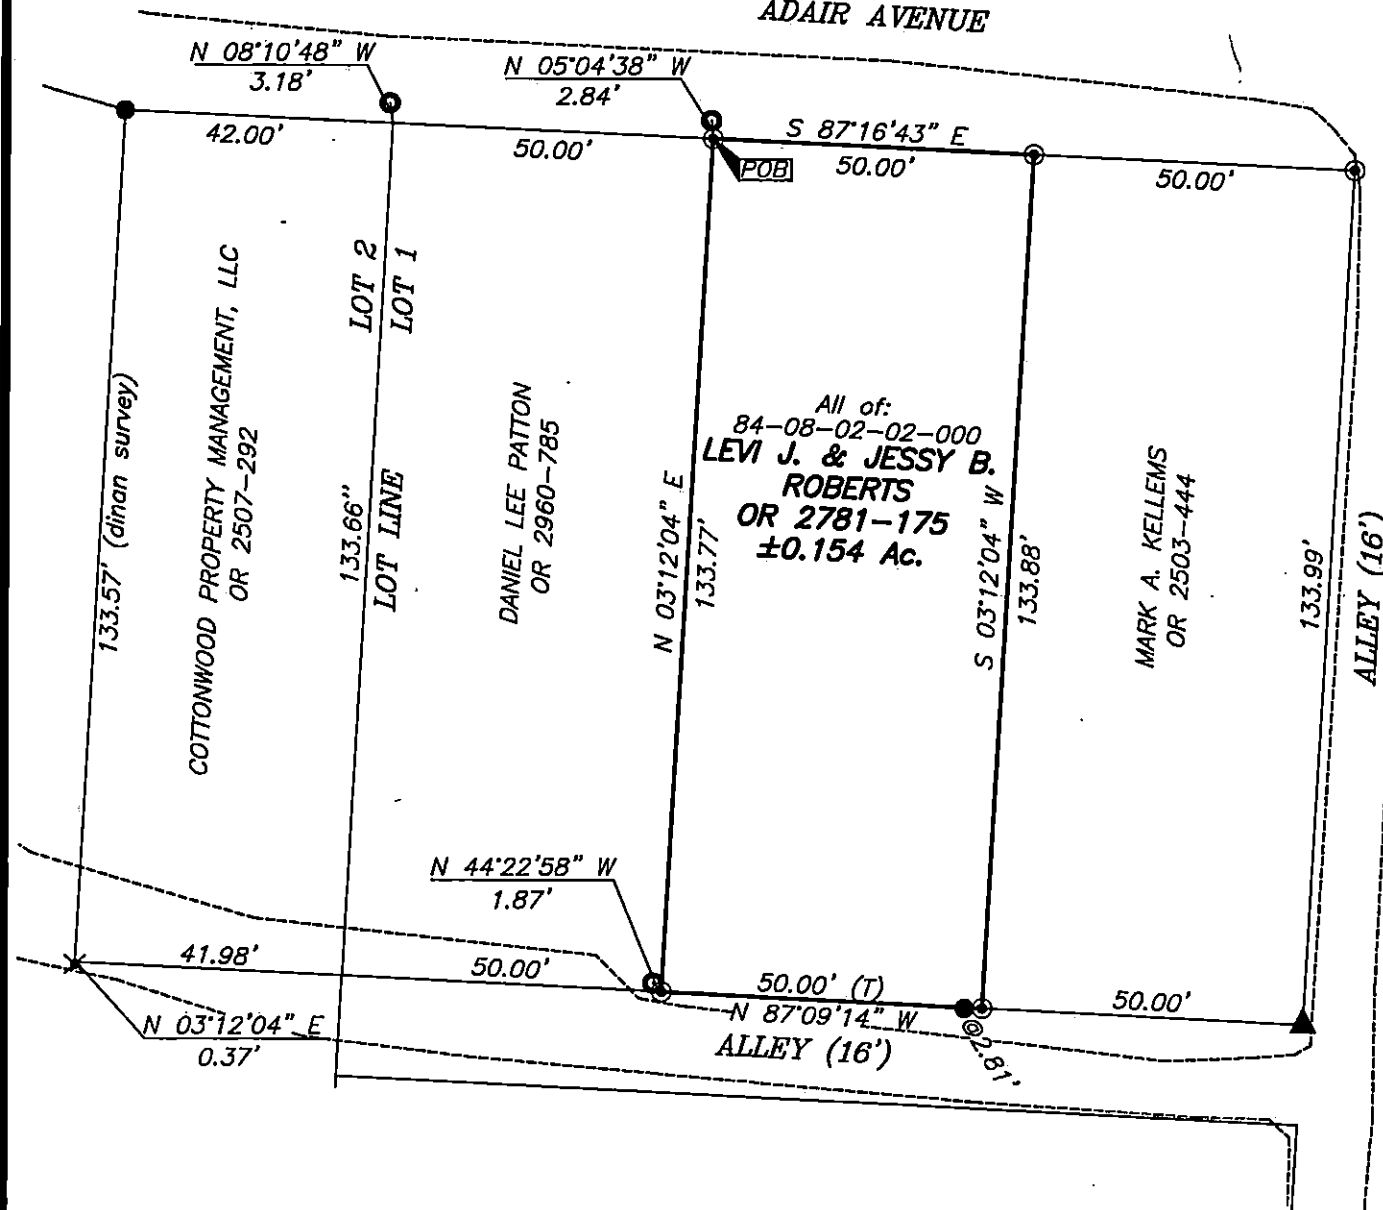 ADAIR AVENUE
N 08°10'48" W
3.18'
N 05°04'38" W
2.84'
42.00'
50.00'
S 87°16'43" E
50.00'
50.00'
POB
LOT 2
LOT 1
133.57' (dinan survey)
COTTONWOOD PROPERTY MANAGEMENT, LLC
OR 2507-292
133.66"
LOT LINE
DANIEL LEE PATTON
OR 2960-785
N 03°12'04" E
133.77'
All of:
84-08-02-02-000
LEVI J. & JESSY B.
ROBERTS
OR 2781-175
±0.154 Ac.
S 03°12'04" W
133.88'
MARK A. KELLEMS
OR 2503-444
133.99'
ALLEY (16')
N 44°22'58" W
1.87'
41.98'
50.00'
50.00' (T)
N 87°09'14" W
50.00'
@2.81'
N 03°12'04" E
0.37'
ALLEY (16')